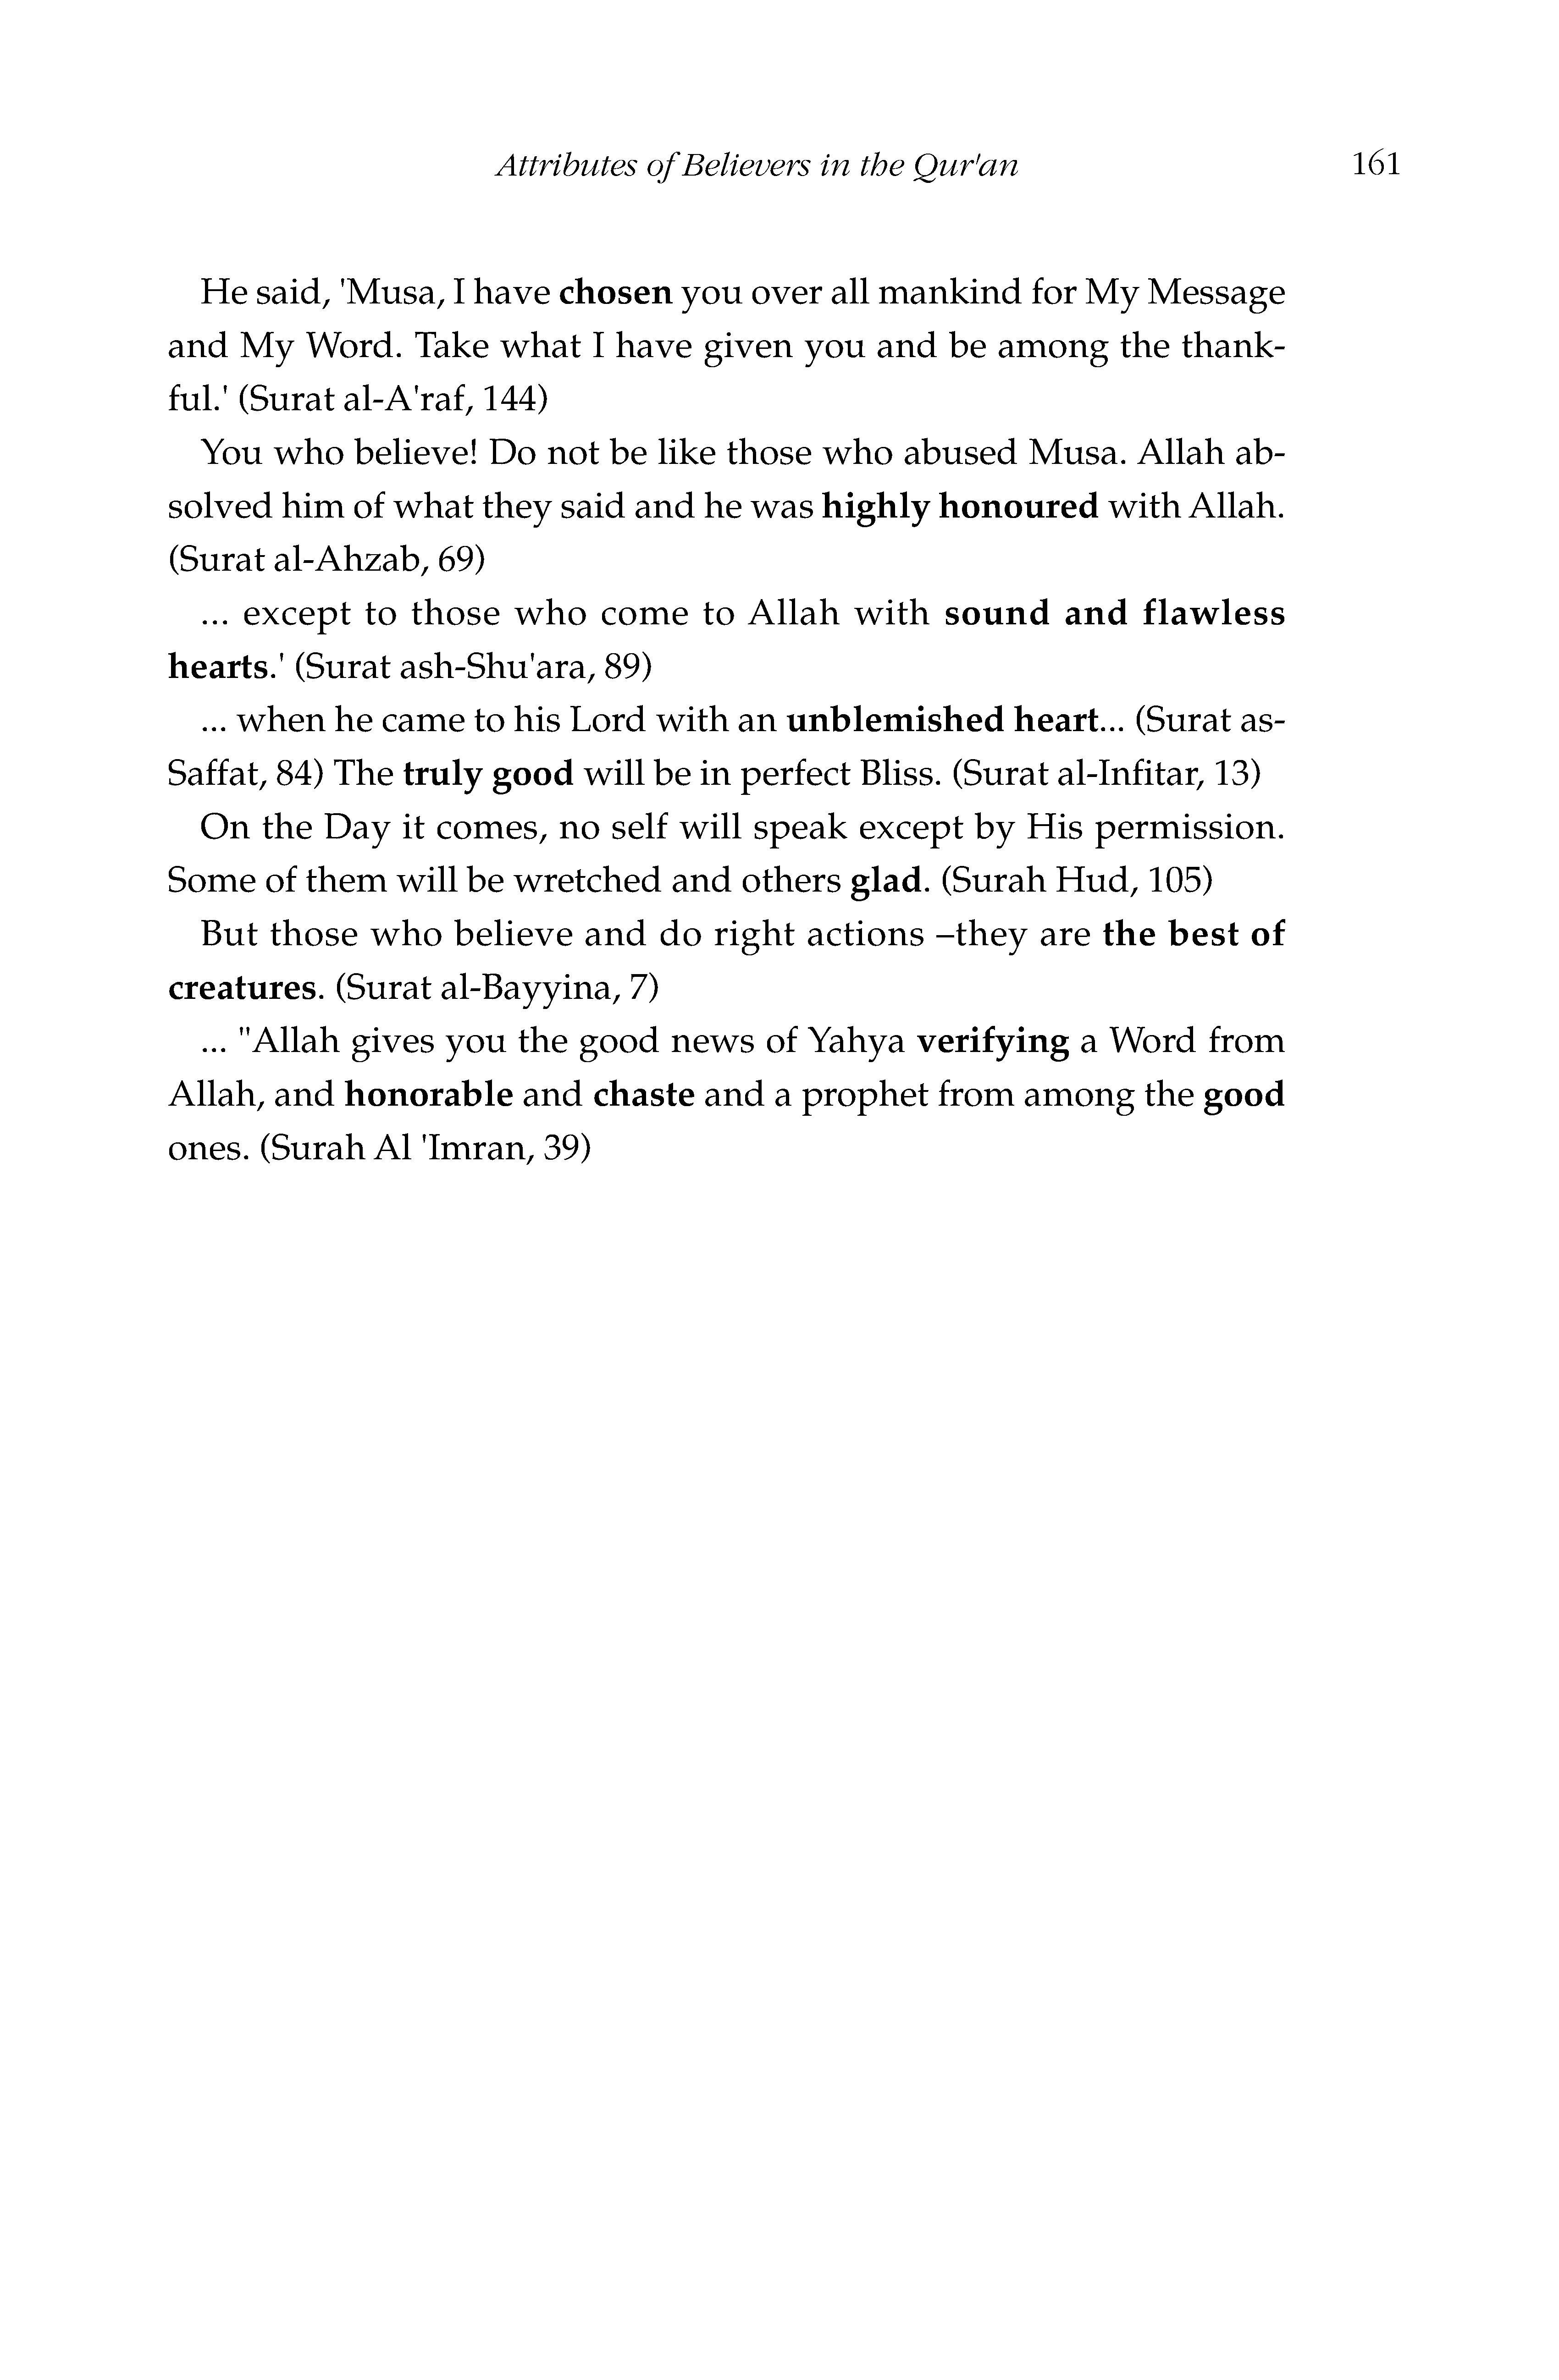 Attributes of Believers in the Qur'an 161
He said, 'Musa, I have chosen you over all mankind for My Message
and My Word. Take what I have given you and be among the thank-
ful.' (Surat al-A'raf, 144)
You who believe! Do not be like those who abused Musa. Allah ab-
solved him of what they said and he was highly honoured with Allah.
(Surat al-Ahzab, 69)
... except to those who come to Allah with sound and flawless
hearts.' (Surat ash-Shu'ara, 89)
... when he came to his Lord with an unblemished heart... (Surat as-
Saffat, 84) The truly good will be in perfect Bliss. (Surat al-Infitar, 13)
On the Day it comes, no self will speak except by His permission.
Some of them will be wretched and others glad. (Surah Hud, 105)
But those who believe and do right actions –they are the best of
creatures. (Surat al-Bayyina, 7)
... "Allah gives you the good news of Yahya verifying a Word from
Allah, and honorable and chaste and a prophet from among the good
ones. (Surah Al 'Imran, 39)